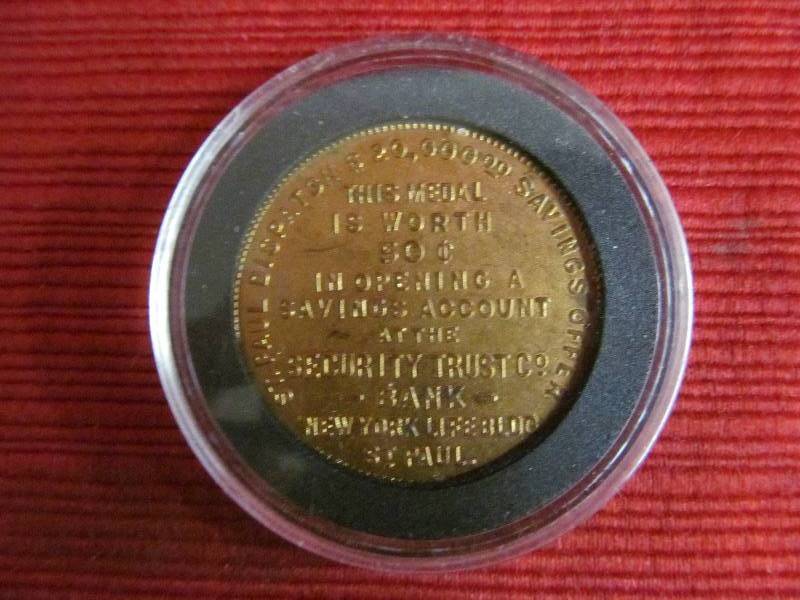 ST. PAUL DISPATCH $20,000.00 SAVINGS OFFER
THIS MEDAL
IS WORTH
50¢
IN OPENING A
SAVINGS ACCOUNT
AT THE
SECURITY TRUST CO
- BANK -
NEW YORK LIFE BLDG
ST. PAUL.